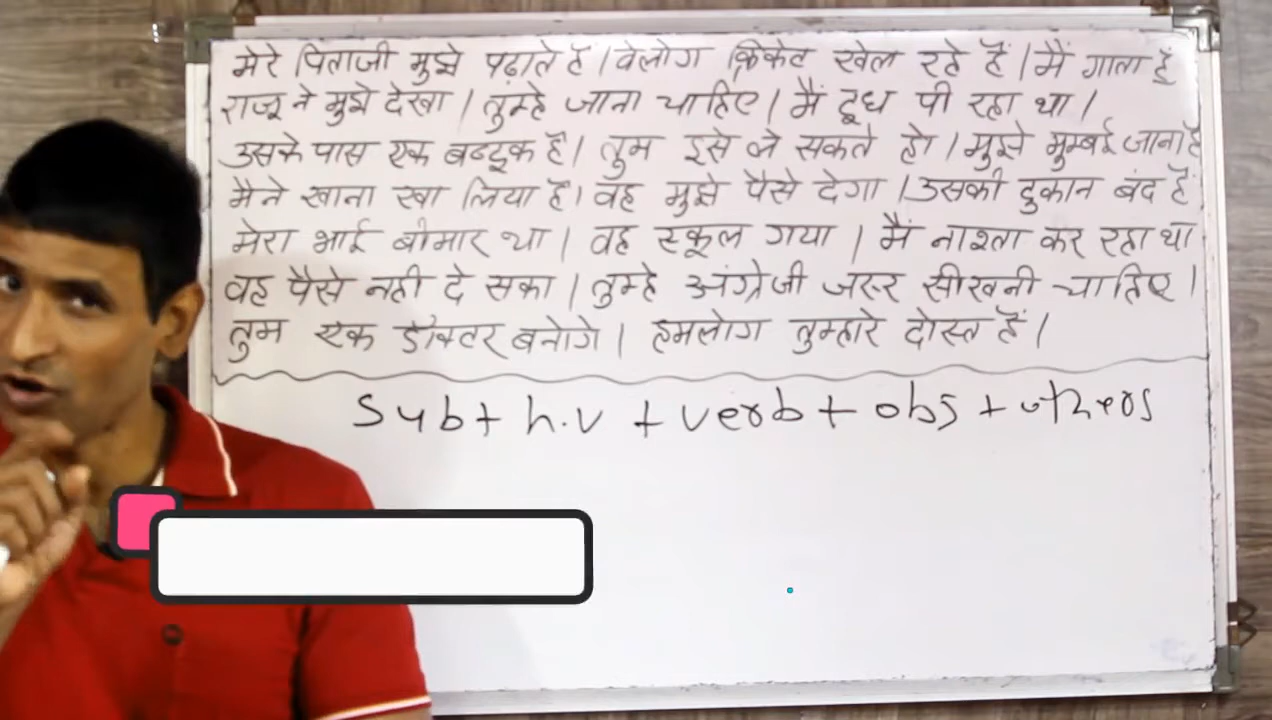 मेरे पिताजी मुझे पढ़ाते हैं। वेलोग क्रिकेट खेल रहे हैं। मैं गाता हूँ
राजू ने मुझे देखा। तुम्हे जाना चाहिए। मैं दूध पी रहा था।
उसके पास एक बन्दूक है। तुम इसे ले सकते हो। मुझे मुम्बई जाना है
मैने खाना खा लिया है। वह मुझे पैसे देगा। उसकी दुकान बंद है
मेरा भाई बीमार था। वह स्कूल गया। मैं नाश्ता कर रहा था
वह पैसे नही दे सका। तुम्हे अंग्रेजी जरूर सीखनी चाहिए।
तुम एक डॉक्टर बनोगे। हमलोग तुम्हारे दोस्त हैं।
Sub + h.v + verb + obj + others